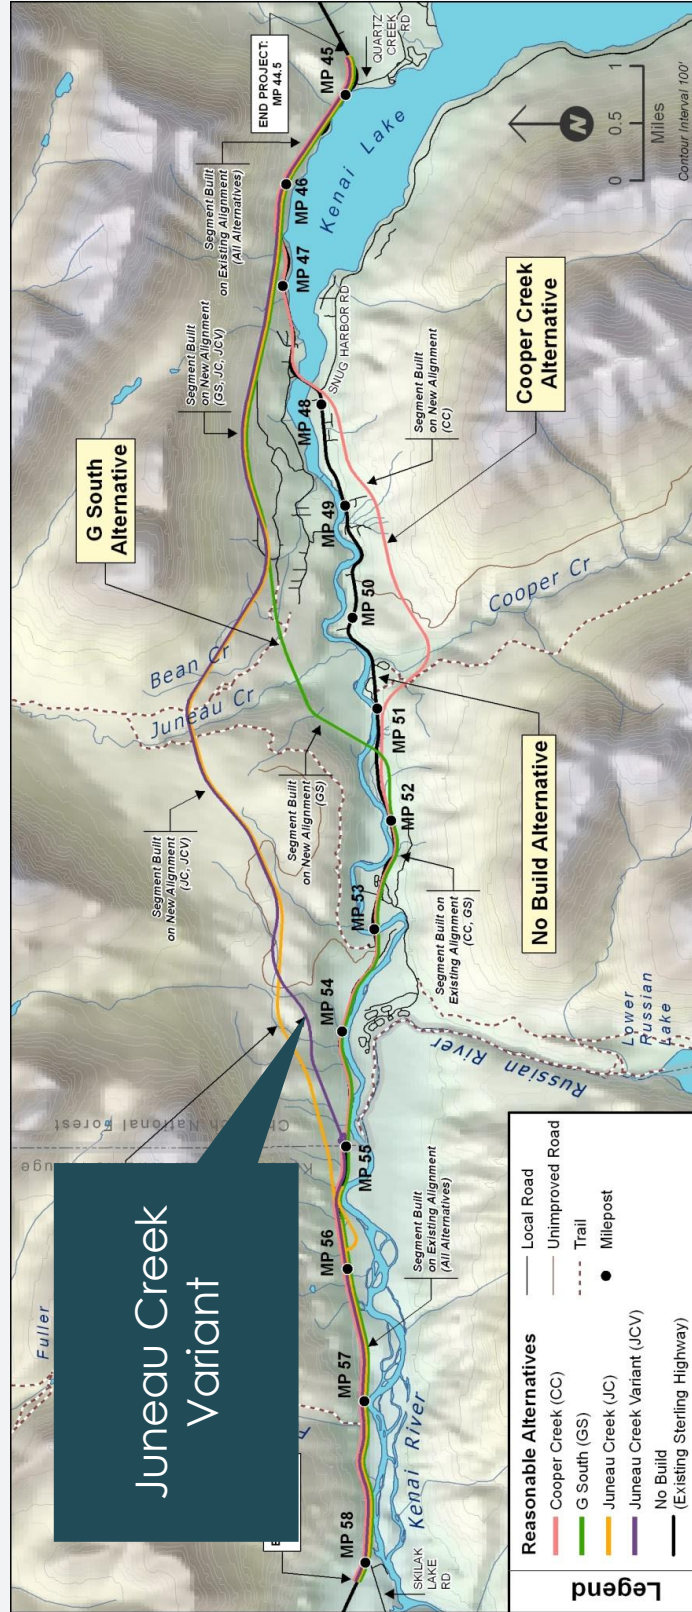 Juneau Creek
Variant
Fuller
MP 58
SKILAK
LAKE
RD
Kenai River
MP 57
Segment Built
on Existing Alignment
(All Alternatives)
MP 56
MP 55
MP 54
Segment Built
on New Alignment
(JC, JCV)
Juneau Cr
Bean Cr
G South
Alternative
Segment Built
on New Alignment
(GS)
MP 53
Segment Built on
Existing Alignment
(CC, GS)
MP 52
MP 51
No Build Alternative
Russian River
Lower
Russian
Lake
MP 50
MP 49
MP 48
SNUG HARBOR RD
Segment Built
on New Alignment
(CC)
Cooper Cr
Cooper Creek
Alternative
Segment Built
on New Alignment
(GS, JC, JCV)
MP 47
Segment Built
on Existing Alignment
(All Alternatives)
MP 46
END PROJECT:
MP 44.5
MP 45
QUARTZ
CREEK
RD
Kenai Lake
N
0 0.5 1
Miles
Contour Interval 100'
Legend
Reasonable Alternatives
Cooper Creek (CC)
G South (GS)
Juneau Creek (JC)
Juneau Creek Variant (JCV)
No Build
(Existing Sterling Highway)
Local Road
Unimproved Road
Trail
Milepost
National Forest